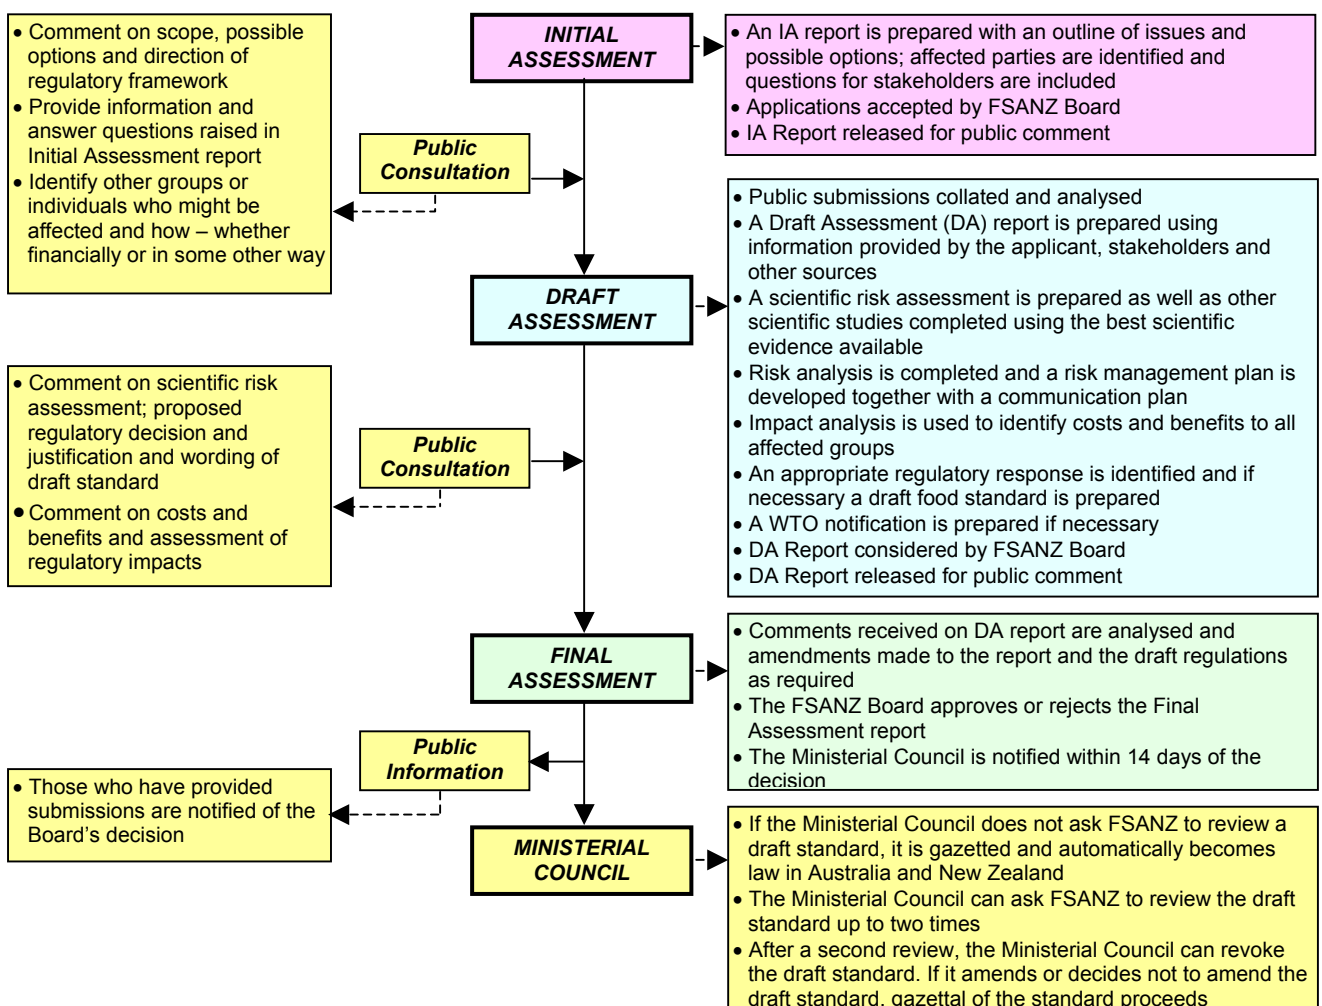 • Comment on scope, possible
options and direction of
regulatory framework
• Provide information and
answer questions raised in
Initial Assessment report
• Identify other groups or
individuals who might be
affected and how – whether
financially or in some other way
INITIAL
ASSESSMENT
• An IA report is prepared with an outline of issues and
possible options; affected parties are identified and
questions for stakeholders are included
• Applications accepted by FSANZ Board
• IA Report released for public comment
Public
Consultation
DRAFT
ASSESSMENT
• Public submissions collated and analysed
• A Draft Assessment (DA) report is prepared using
information provided by the applicant, stakeholders and
other sources
• A scientific risk assessment is prepared as well as other
scientific studies completed using the best scientific
evidence available
• Risk analysis is completed and a risk management plan is
developed together with a communication plan
• Impact analysis is used to identify costs and benefits to all
affected groups
• An appropriate regulatory response is identified and if
necessary a draft food standard is prepared
• A WTO notification is prepared if necessary
• DA Report considered by FSANZ Board
• DA Report released for public comment
• Comment on scientific risk
assessment; proposed
regulatory decision and
justification and wording of
draft standard
• Comment on costs and
benefits and assessment of
regulatory impacts
Public
Consultation
FINAL
ASSESSMENT
• Comments received on DA report are analysed and
amendments made to the report and the draft regulations
as required
• The FSANZ Board approves or rejects the Final
Assessment report
• The Ministerial Council is notified within 14 days of the
decision
Public
Information
• Those who have provided
submissions are notified of the
Board's decision
MINISTERIAL
COUNCIL
• If the Ministerial Council does not ask FSANZ to review a
draft standard, it is gazetted and automatically becomes
law in Australia and New Zealand
• The Ministerial Council can ask FSANZ to review the draft
standard up to two times
• After a second review, the Ministerial Council can revoke
the draft standard. If it amends or decides not to amend the
draft standard, gazettal of the standard proceeds